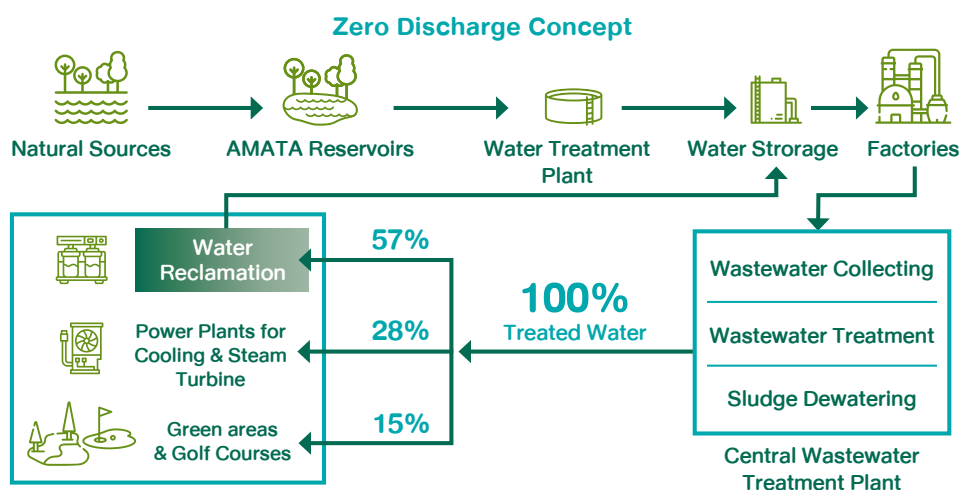 Zero Discharge Concept
Natural Sources
AMATA Reservoirs
Water Treatment
Plant
Water Strorage
Factories
Water
Reclamation
57%
Power Plants for
Cooling & Steam
Turbine
28%
Green areas
& Golf Courses
15%
100%
Treated Water
Wastewater Collecting
Wastewater Treatment
Sludge Dewatering
Central Wastewater
Treatment Plant